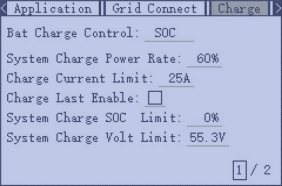 < Application Grid Connect Charge >
Bat Charge Control: SOC
System Charge Power Rate: 60%
Charge Current Limit: 25A
Charge Last Enable:
System Charge SOC Limit: 0%
System Charge Volt Limit: 55.3V
1 / 2